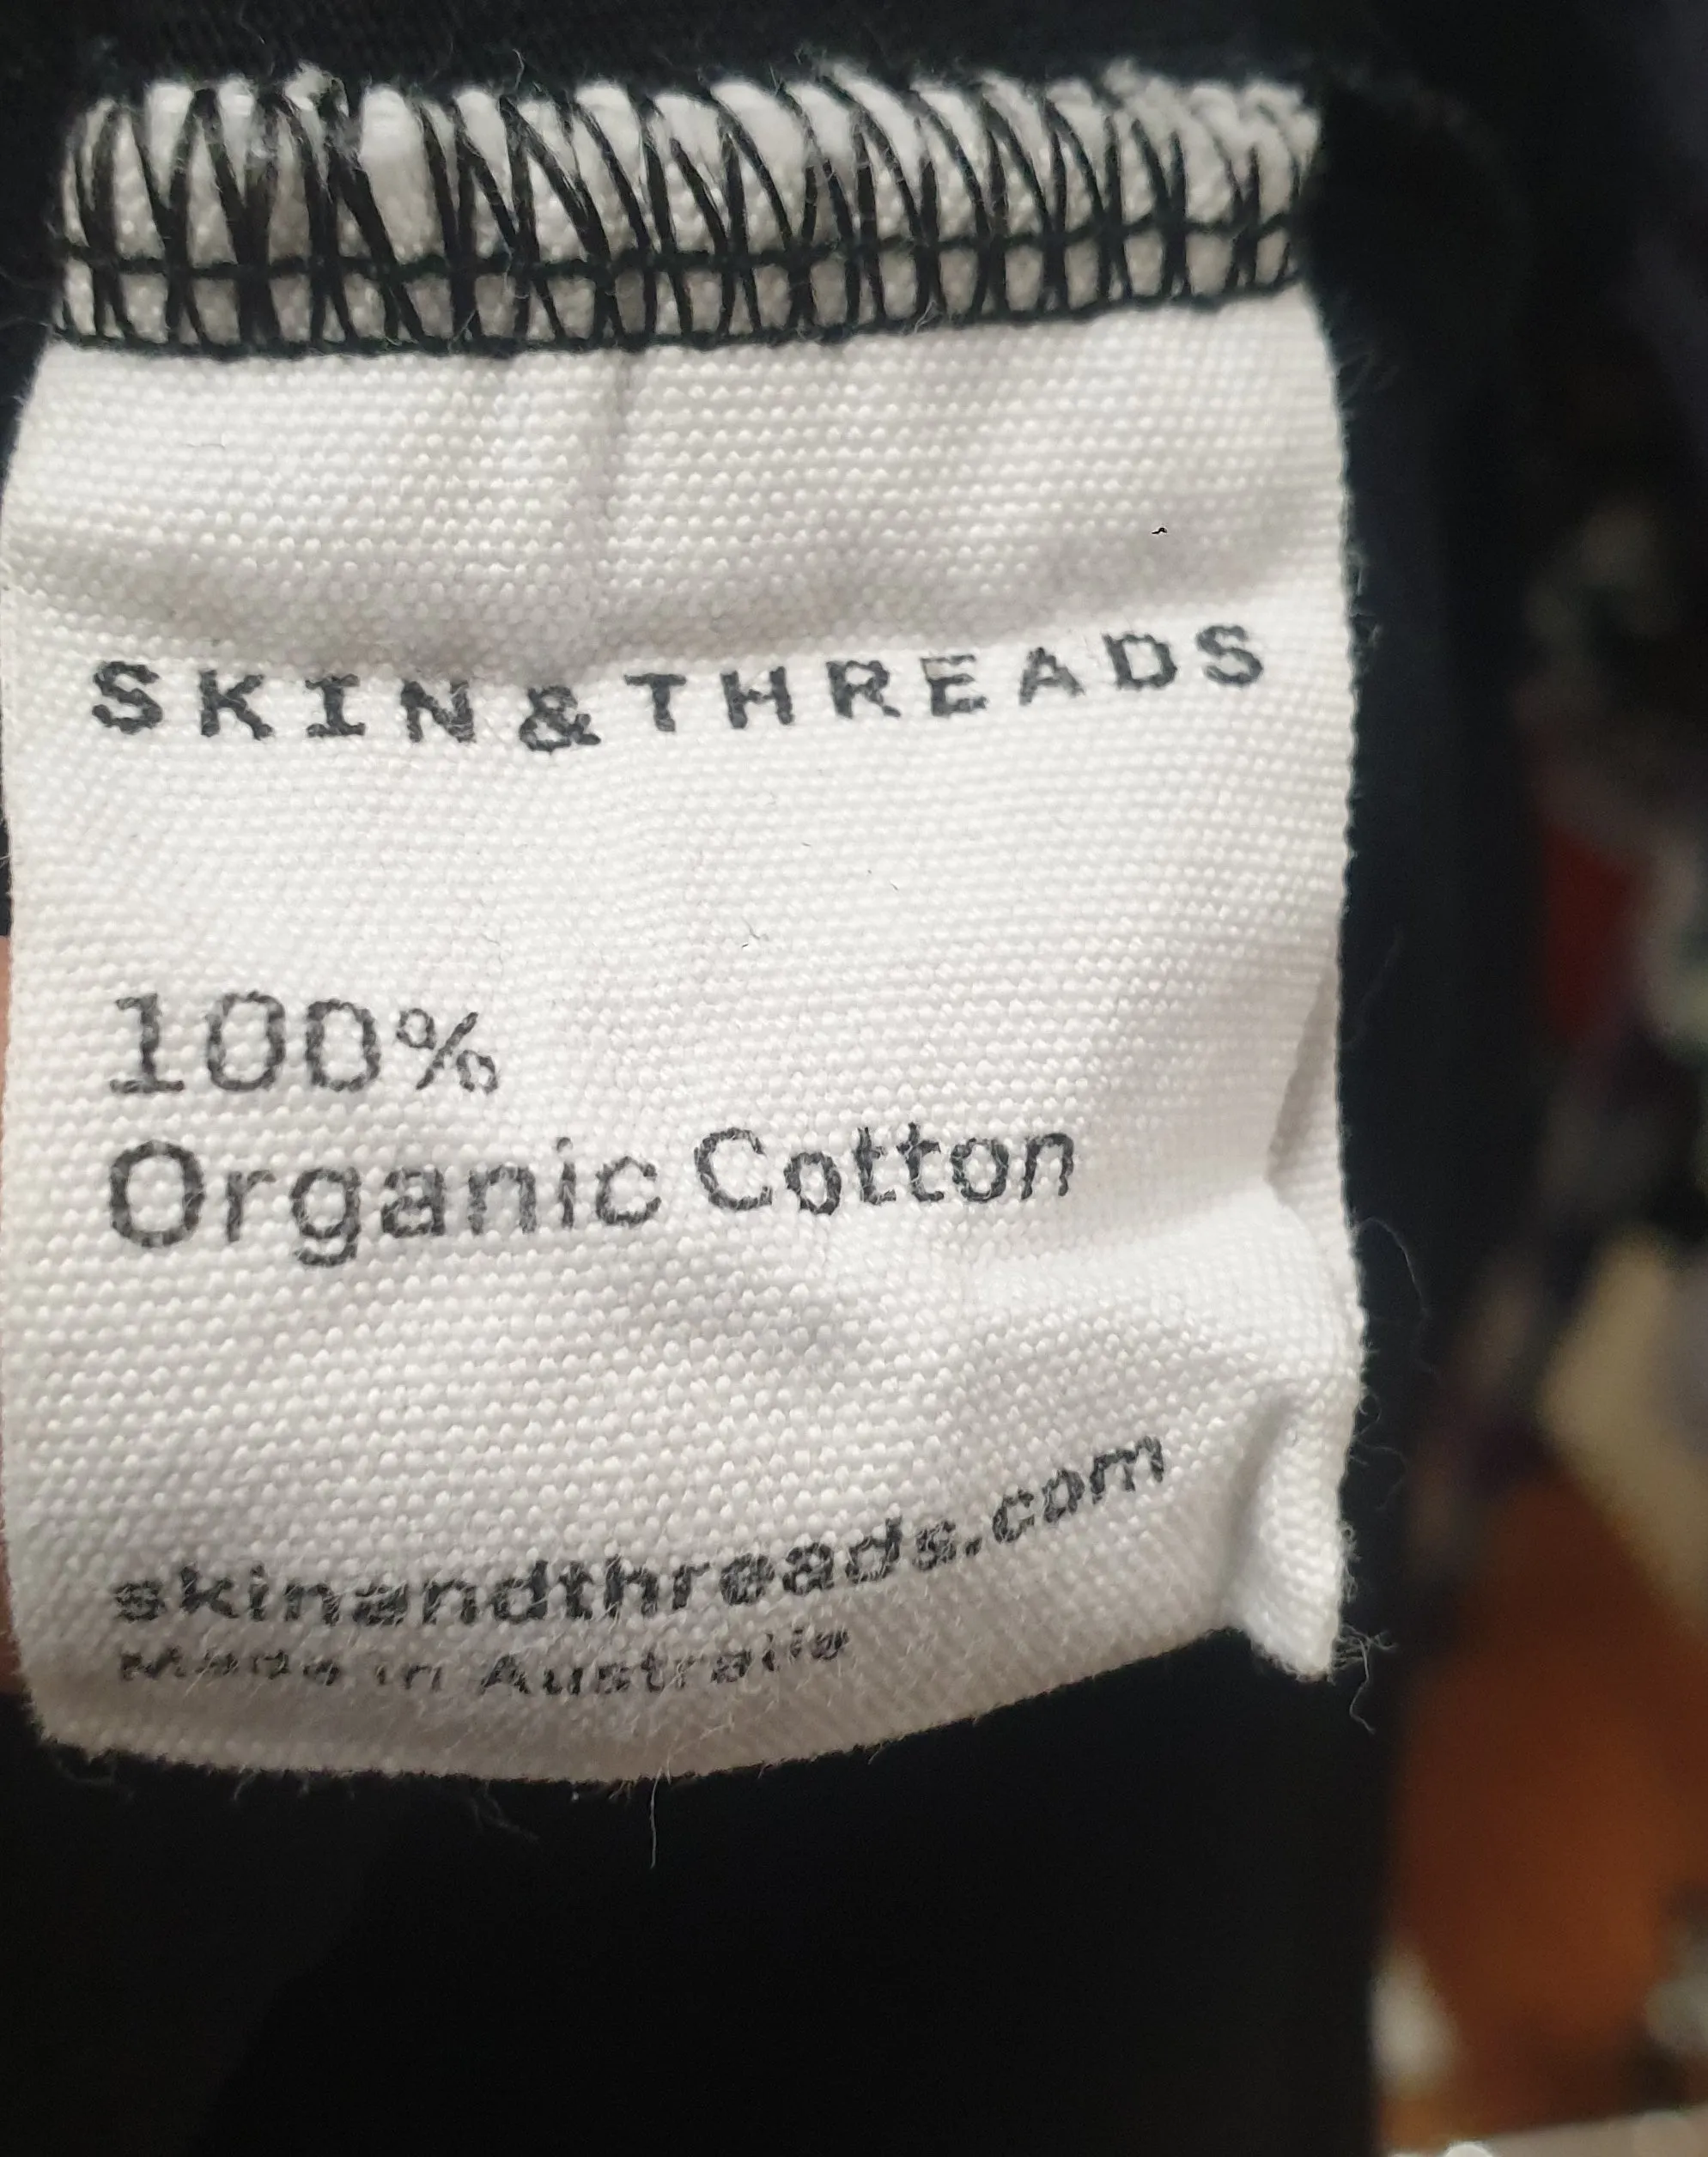 SKIN&THREADS
100%
Organic Cotton
skinandthreads.com
Made in Australia